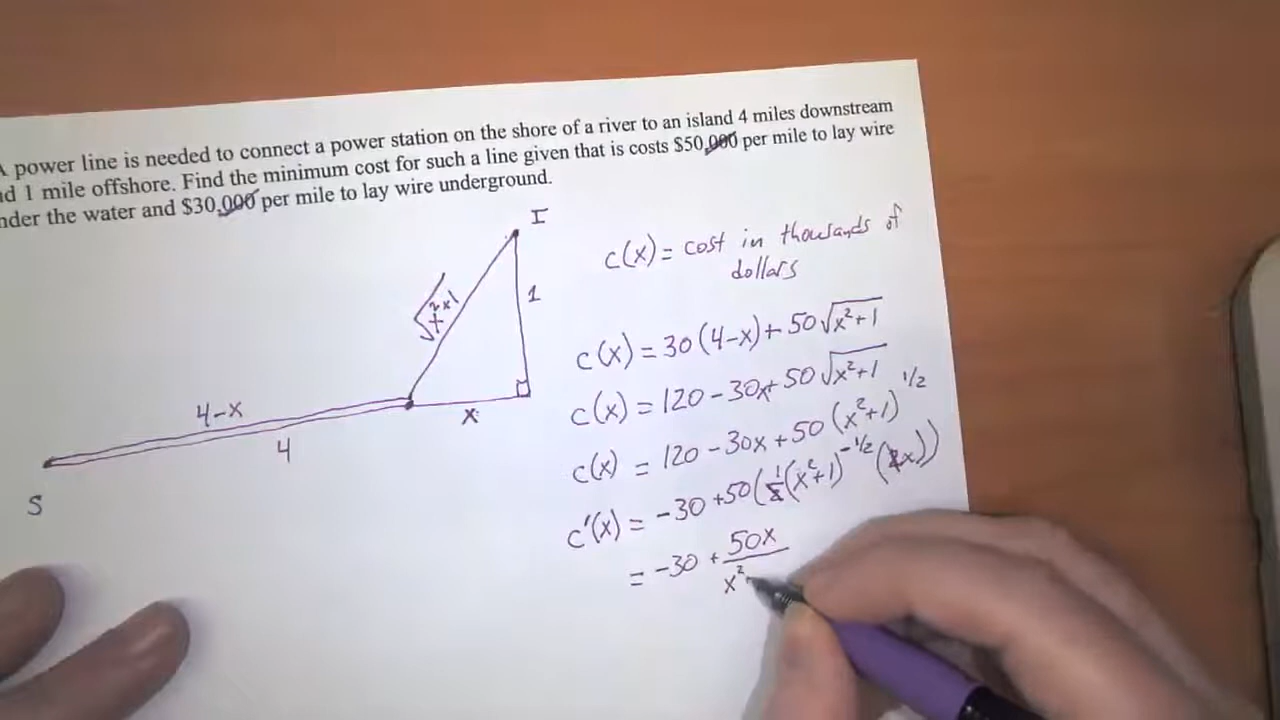 A power line is needed to connect a power station on the shore of a river to an island 4 miles downstream
nd 1 mile offshore. Find the minimum cost for such a line given that is costs $50,000 per mile to lay wire
nder the water and $30,000 per mile to lay wire underground.
I
√x²+1
1
4-x
x
4
S
c(x) = cost in thousands of
dollars
c(x) = 30(4-x) + 50√x²+1
c(x) = 120 - 30x + 50√x²+1
c(x) = 120 - 30x + 50 (x²+1)^1/2
c'(x) = -30 + 50(1/2(x²+1)^-1/2 (2x))
= -30 + 50x/x²